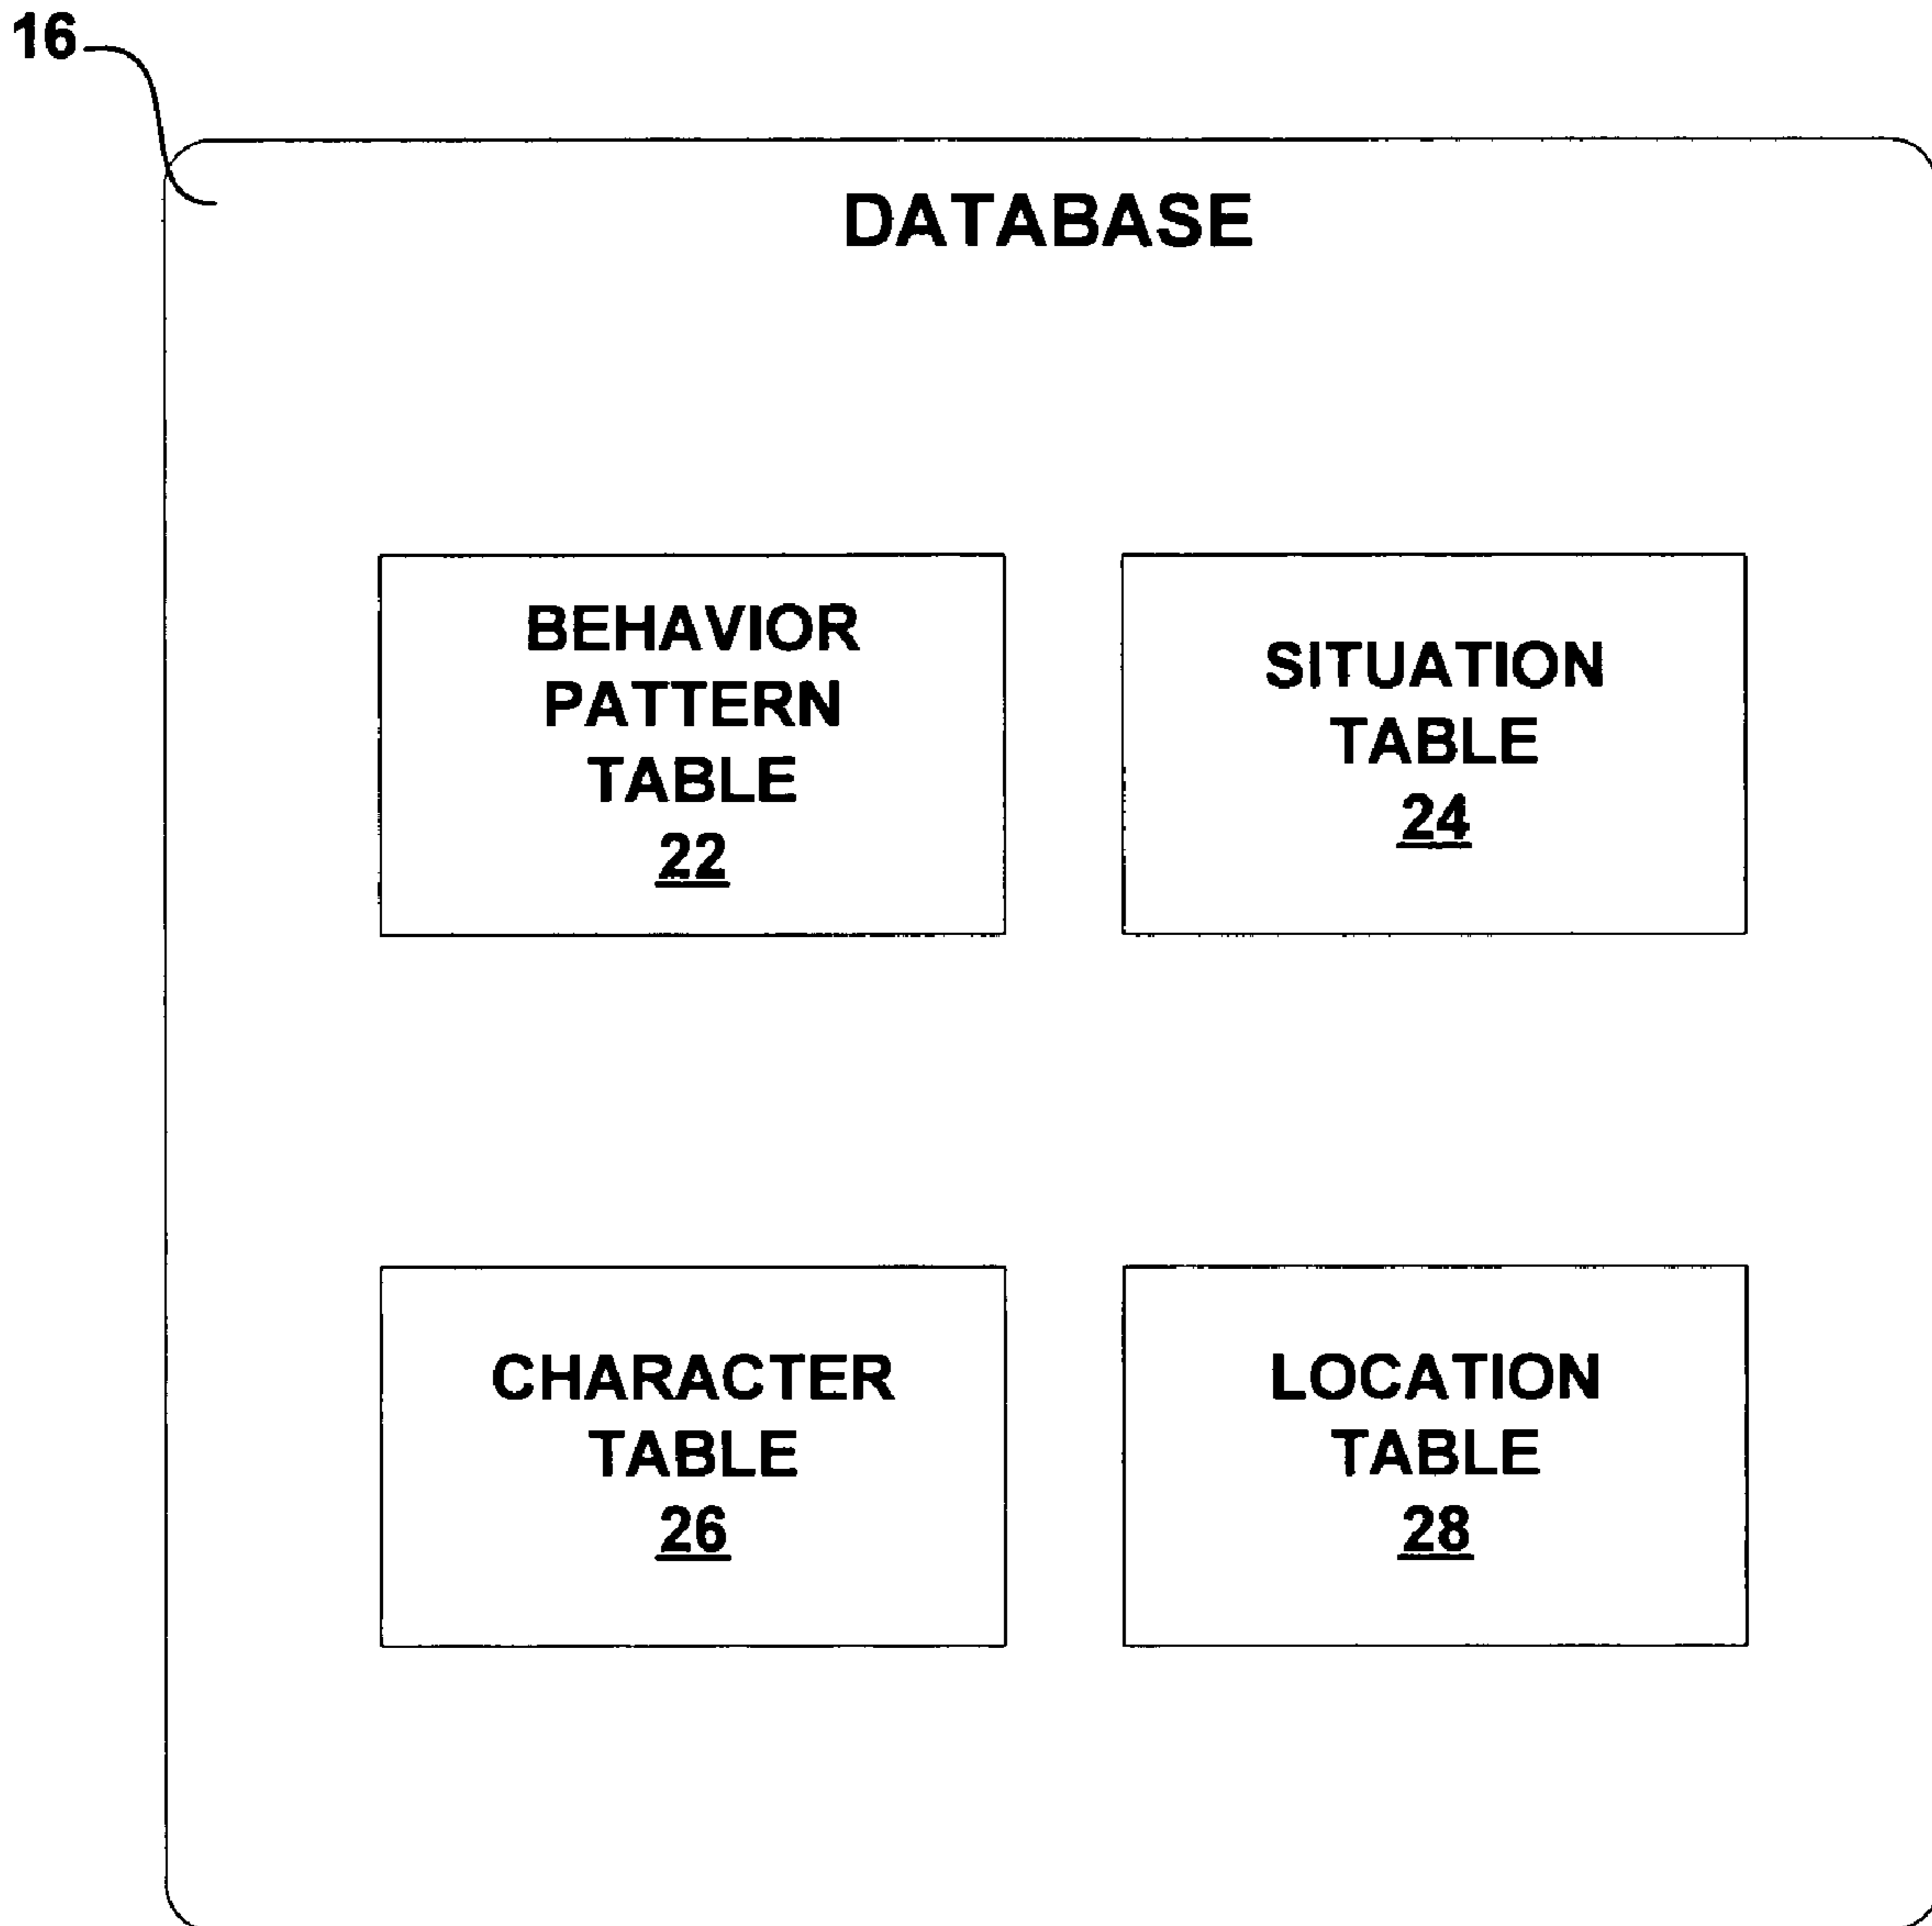 16
DATABASE
BEHAVIOR
PATTERN
TABLE
22
SITUATION
TABLE
24
CHARACTER
TABLE
26
LOCATION
TABLE
28